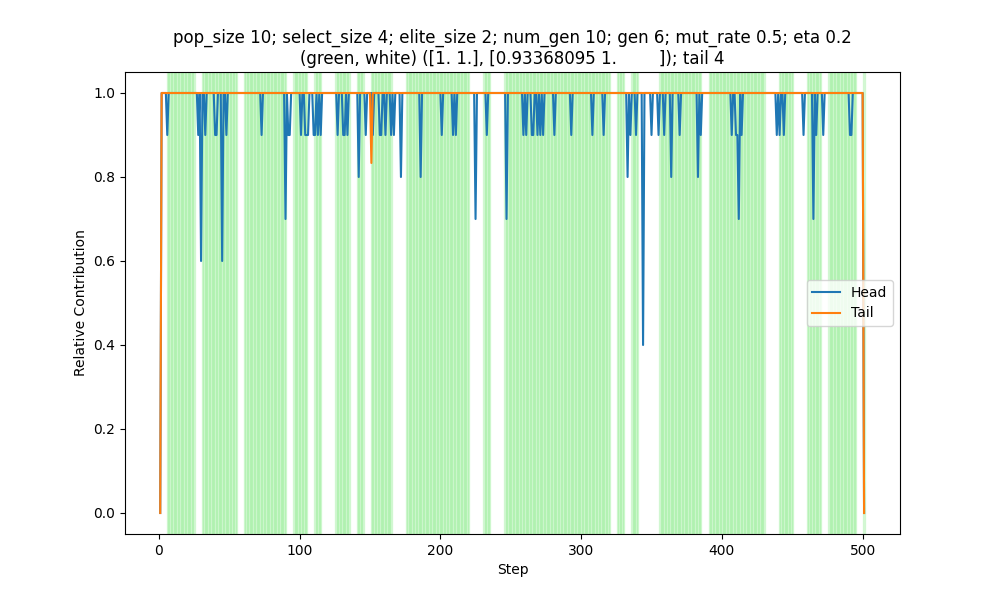 pop_size 10; select_size 4; elite_size 2; num_gen 10; gen 6; mut_rate 0.5; eta 0.2
(green, white) ([1. 1.], [0.93368095 1.         ]); tail 4
1.0
0.8
0.6
0.4
0.2
0.0
Relative Contribution
Head
Tail
0
100
200
300
400
500
Step